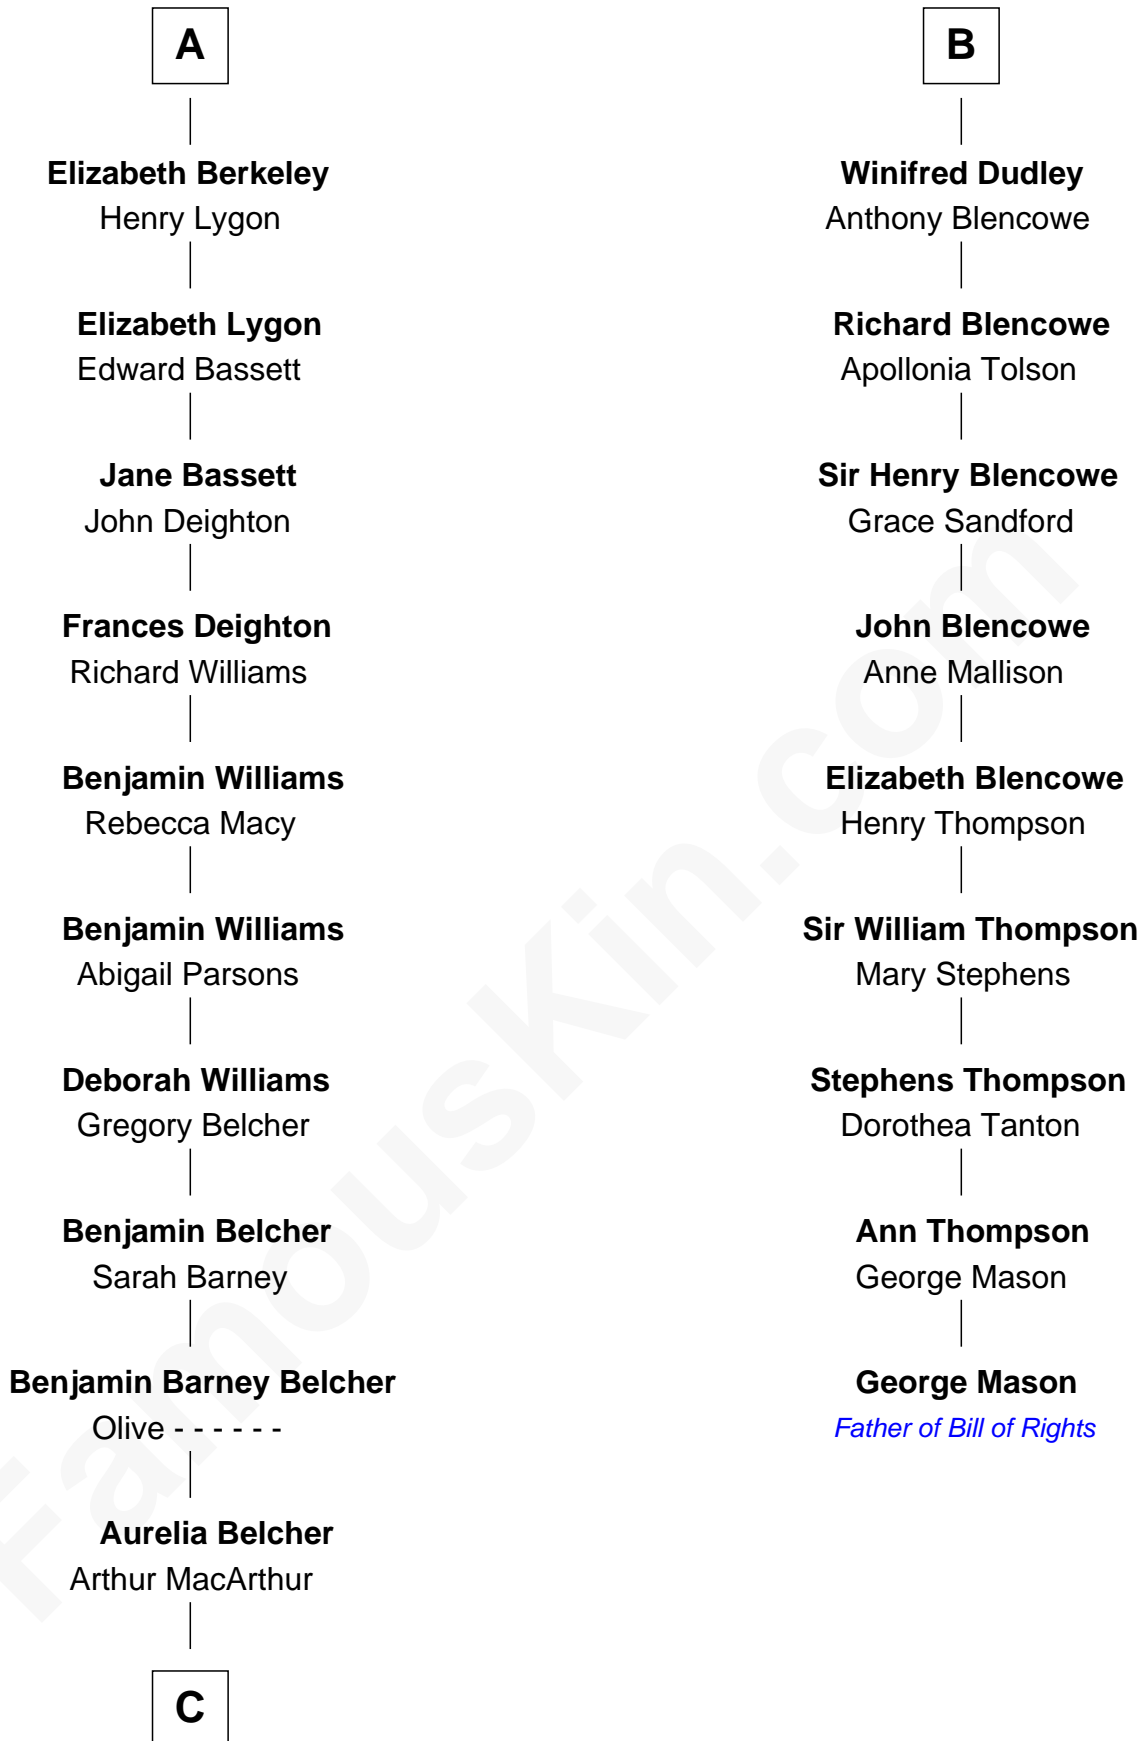 A
Elizabeth Berkeley
Henry Lygon
Elizabeth Lygon
Edward Bassett
Jane Bassett
John Deighton
Frances Deighton
Richard Williams
Benjamin Williams
Rebecca Macy
Benjamin Williams
Abigail Parsons
Deborah Williams
Gregory Belcher
Benjamin Belcher
Sarah Barney
Benjamin Barney Belcher
Olive - - - - - -
Aurelia Belcher
Arthur MacArthur
C
B
Winifred Dudley
Anthony Blencowe
Richard Blencowe
Apollonia Tolson
Sir Henry Blencowe
Grace Sandford
John Blencowe
Anne Mallison
Elizabeth Blencowe
Henry Thompson
Sir William Thompson
Mary Stephens
Stephens Thompson
Dorothea Tanton
Ann Thompson
George Mason
George Mason
Father of Bill of Rights
FamousKin.com